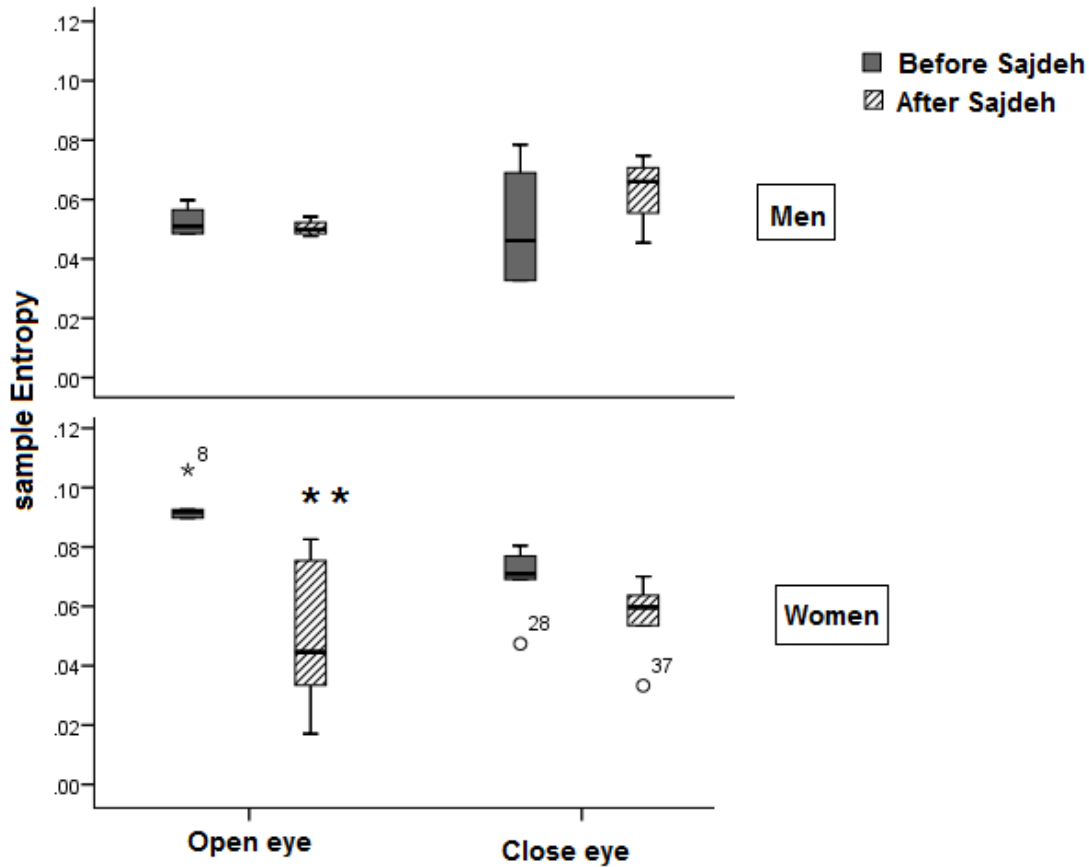 sample Entropy
.12
.10
.08
.06
.04
.02
.00
Before Sajdeh
After Sajdeh
Men
.12
.10
.08
.06
.04
.02
.00
8
**
28
37
Women
Open eye
Close eye